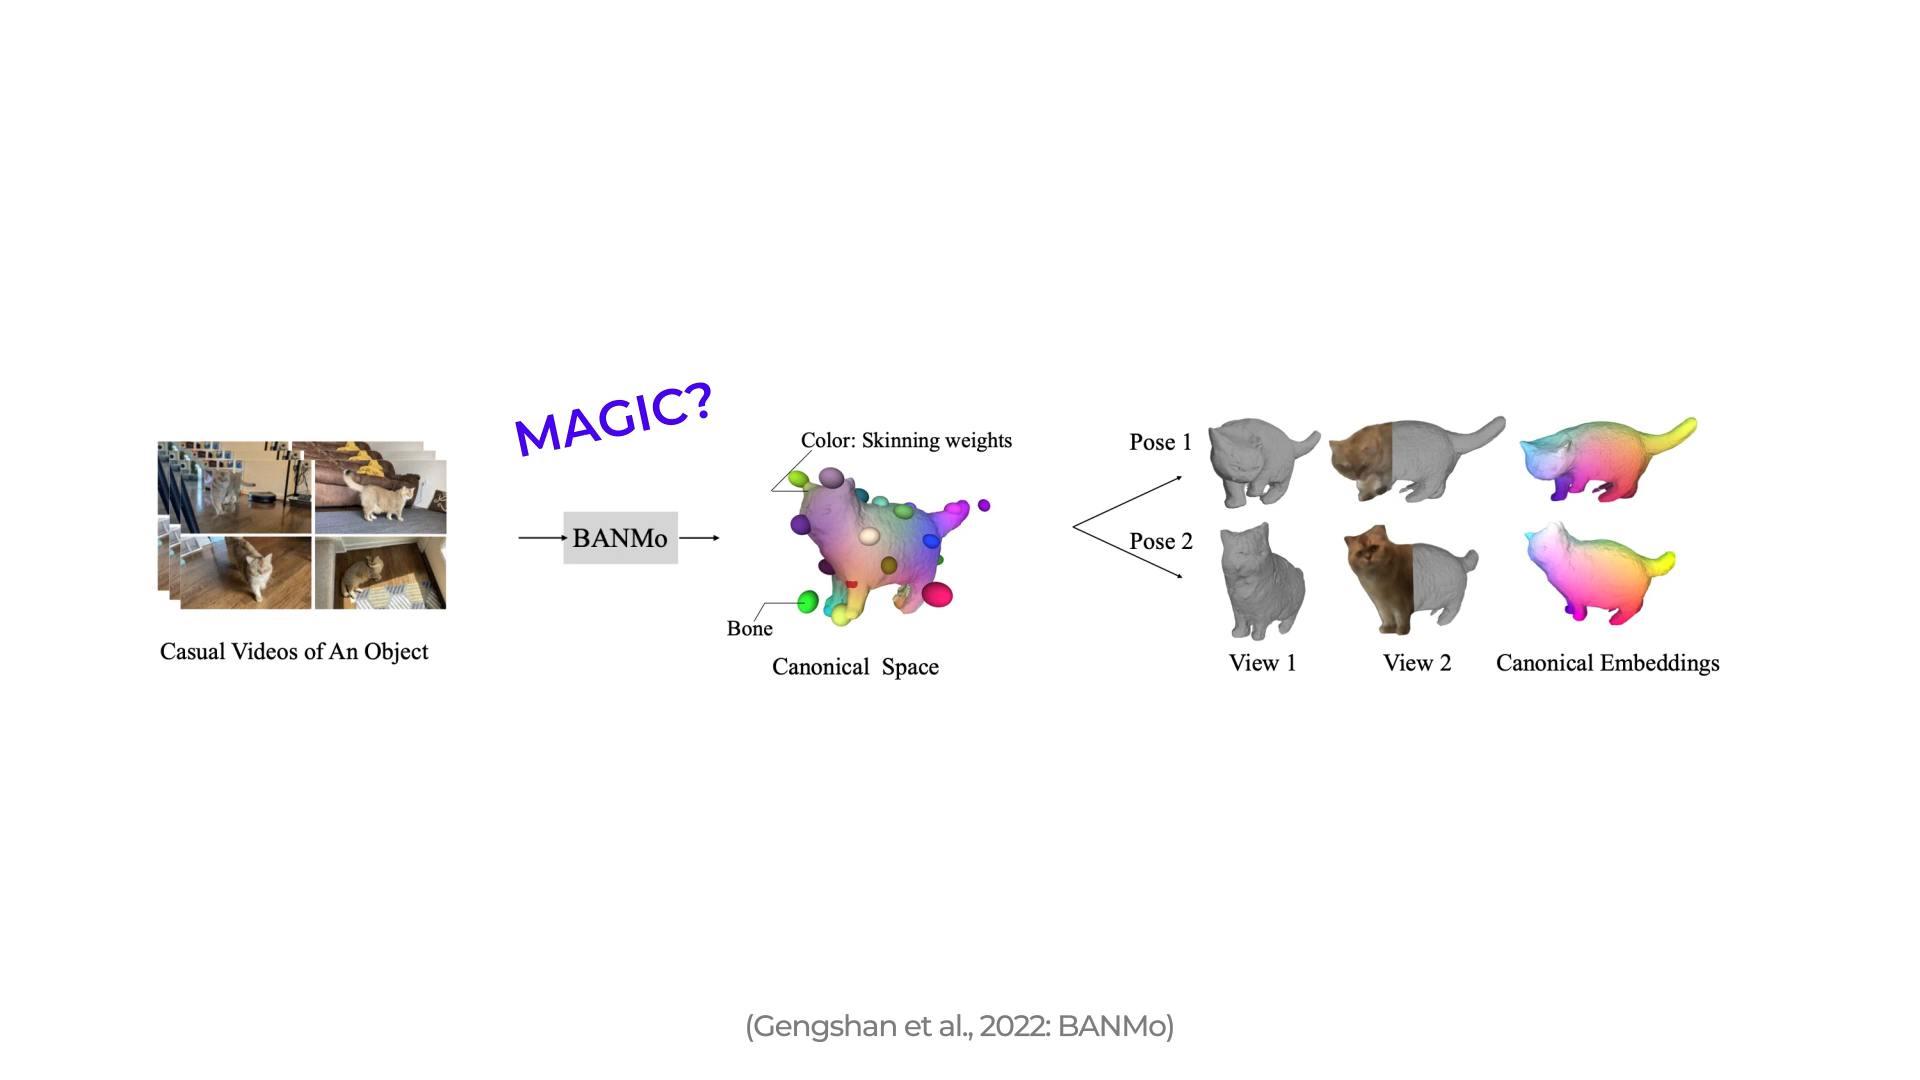 MAGIC?
Casual Videos of An Object
BANMo
Color: Skinning weights
Bone
Canonical Space
Pose 1
Pose 2
View 1
View 2
Canonical Embeddings
(Gengshan et al., 2022: BANMo)